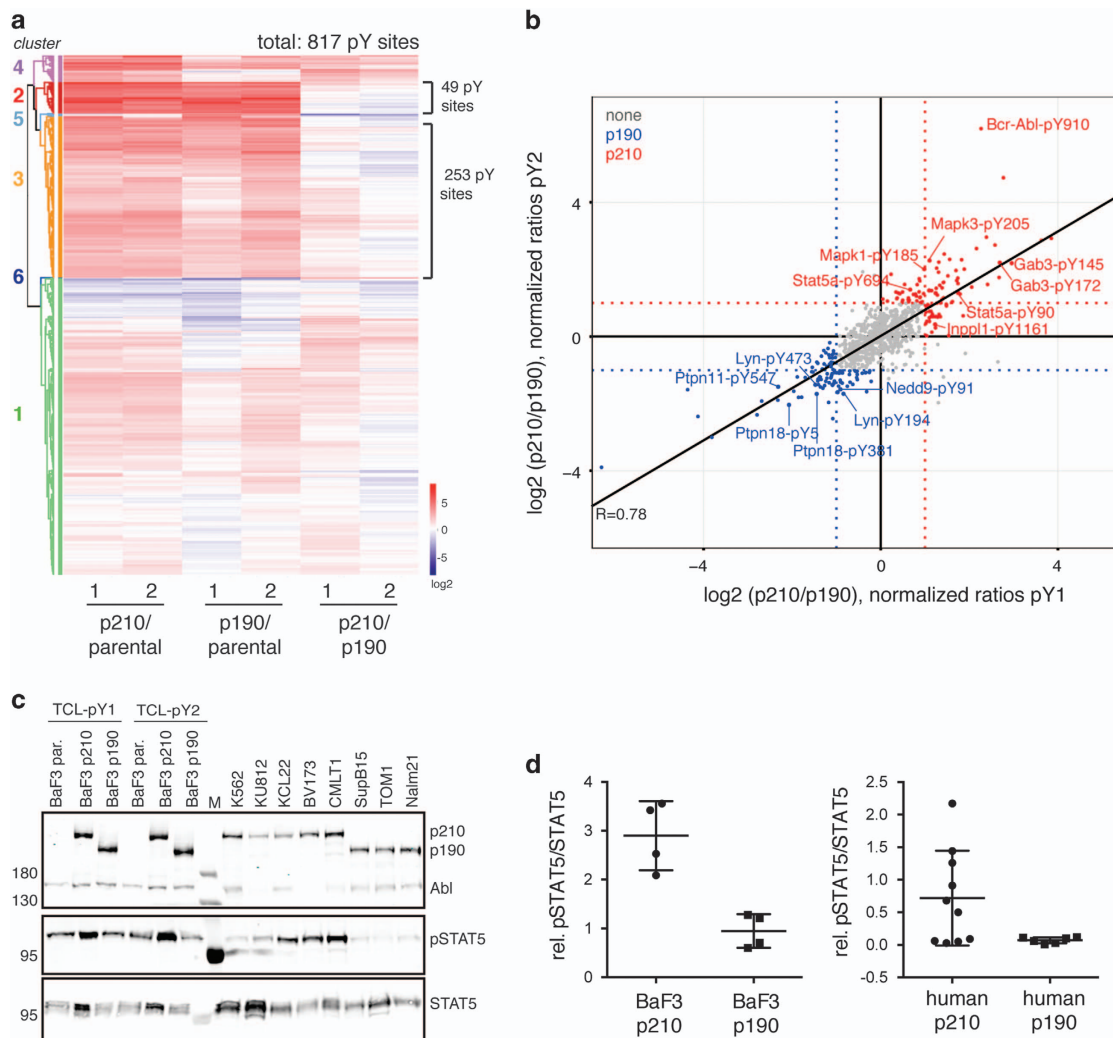 a
cluster
total: 817 pY sites
4
2
5
3
6
1
49 pY
sites
253 pY
sites
5
0
-5
log2
1 2 1 2 1 2
p210/
parental
p190/
parental
p210/
p190
b
none
p190
p210
Bcr-Abl-pY910
Mapk3-pY205
Mapk1-pY185
Gab3-pY145
Stat5a-pY694
Gab3-pY172
Stat5a-pY90
Inppl1-pY1161
Lyn-pY473
Ptpn11-pY547
Nedd9-pY91
Lyn-pY194
Ptpn18-pY5
Ptpn18-pY381
R=0.78
4
0
−4
−4 0 4
log2 (p210/p190), normalized ratios pY2
log2 (p210/p190), normalized ratios pY1
c
TCL-pY1 TCL-pY2
BaF3 par.
BaF3 p210
BaF3 p190
BaF3 par.
BaF3 p210
BaF3 p190
M
K562
KU812
KCL22
BV173
CMLT1
SupB15
TOM1
Nalm21
p210
p190
180
Abl
130
pSTAT5
95
STAT5
95
d
rel. pSTAT5/STAT5
4
3
2
1
0
BaF3
p210
BaF3
p190
rel. pSTAT5/STAT5
2.5
2.0
1.5
1.0
0.5
0.0
-0.5
human
p210
human
p190